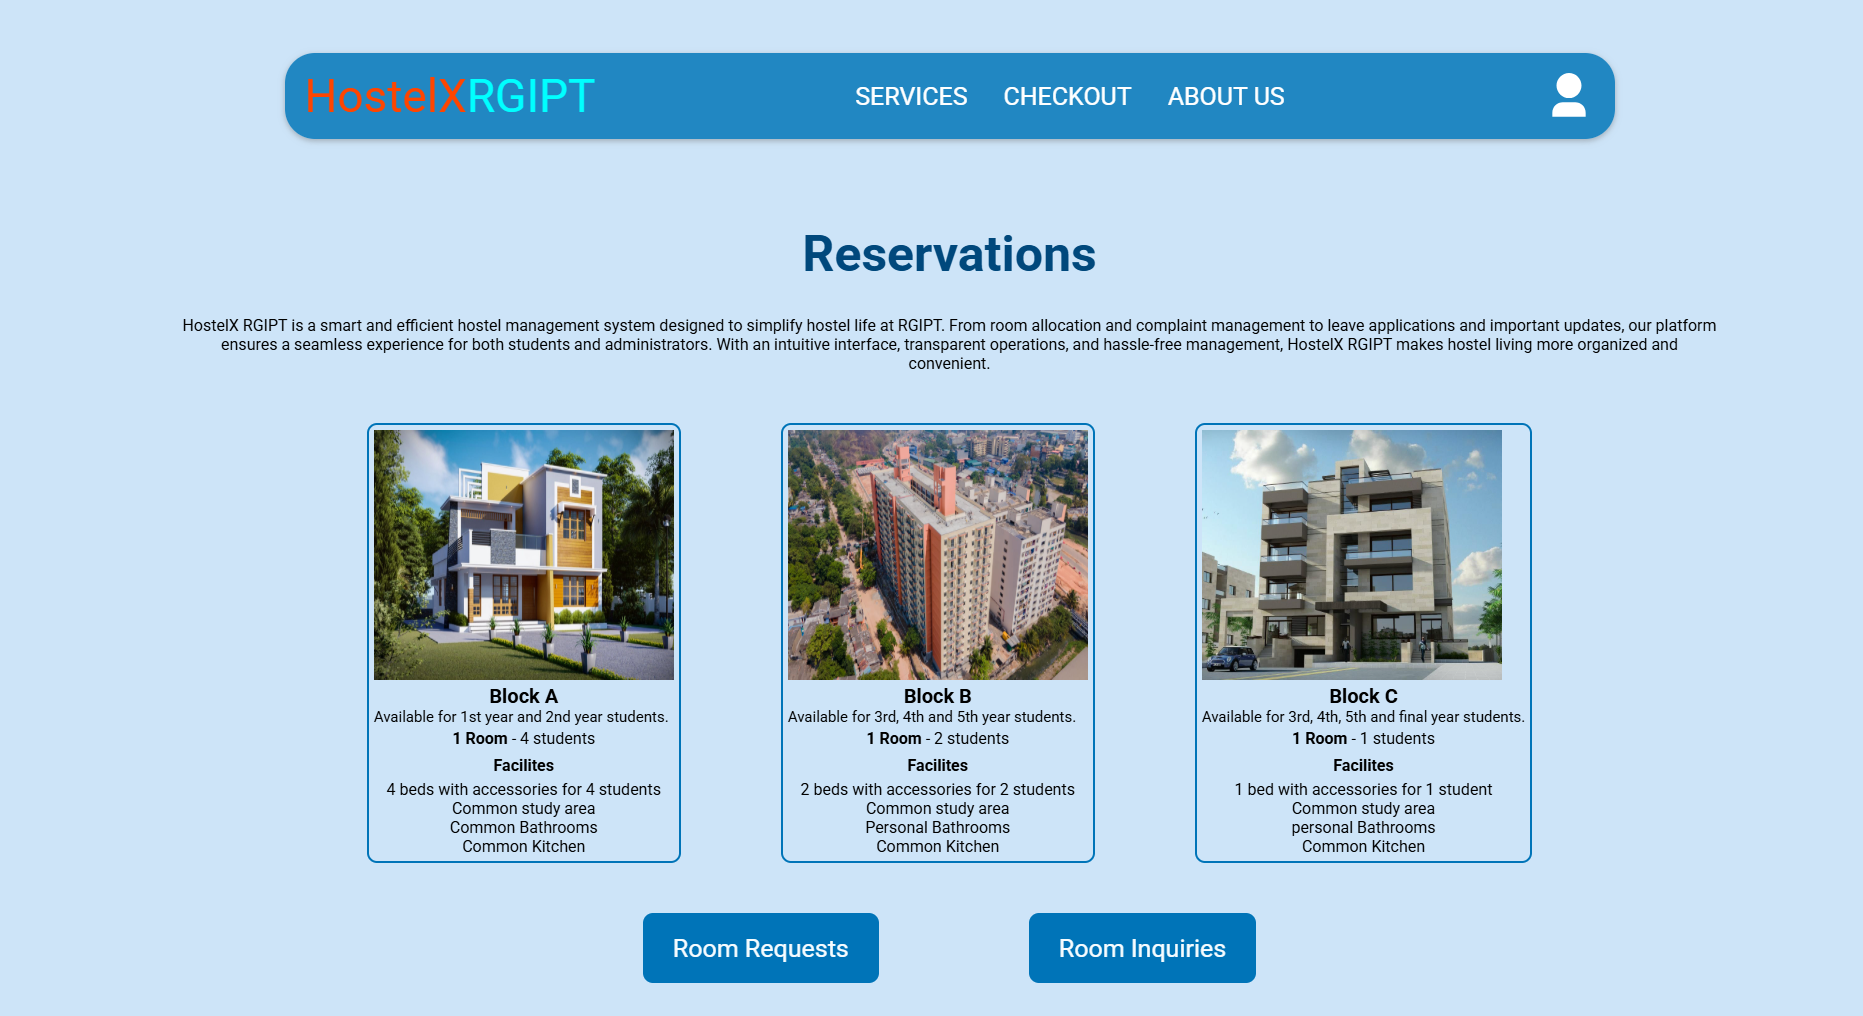 HostelXRGIPT
SERVICES
CHECKOUT
ABOUT US
Reservations
HostelX RGIPT is a smart and efficient hostel management system designed to simplify hostel life at RGIPT. From room allocation and complaint management to leave applications and important updates, our platform
ensures a seamless experience for both students and administrators. With an intuitive interface, transparent operations, and hassle-free management, HostelX RGIPT makes hostel living more organized and
convenient.
Block A
Available for 1st year and 2nd year students.
1 Room - 4 students
Facilites
4 beds with accessories for 4 students
Common study area
Common Bathrooms
Common Kitchen
Block B
Available for 3rd, 4th and 5th year students.
1 Room - 2 students
Facilites
2 beds with accessories for 2 students
Common study area
Personal Bathrooms
Common Kitchen
Block C
Available for 3rd, 4th, 5th and final year students.
1 Room - 1 students
Facilites
1 bed with accessories for 1 student
Common study area
personal Bathrooms
Common Kitchen
Room Requests
Room Inquiries